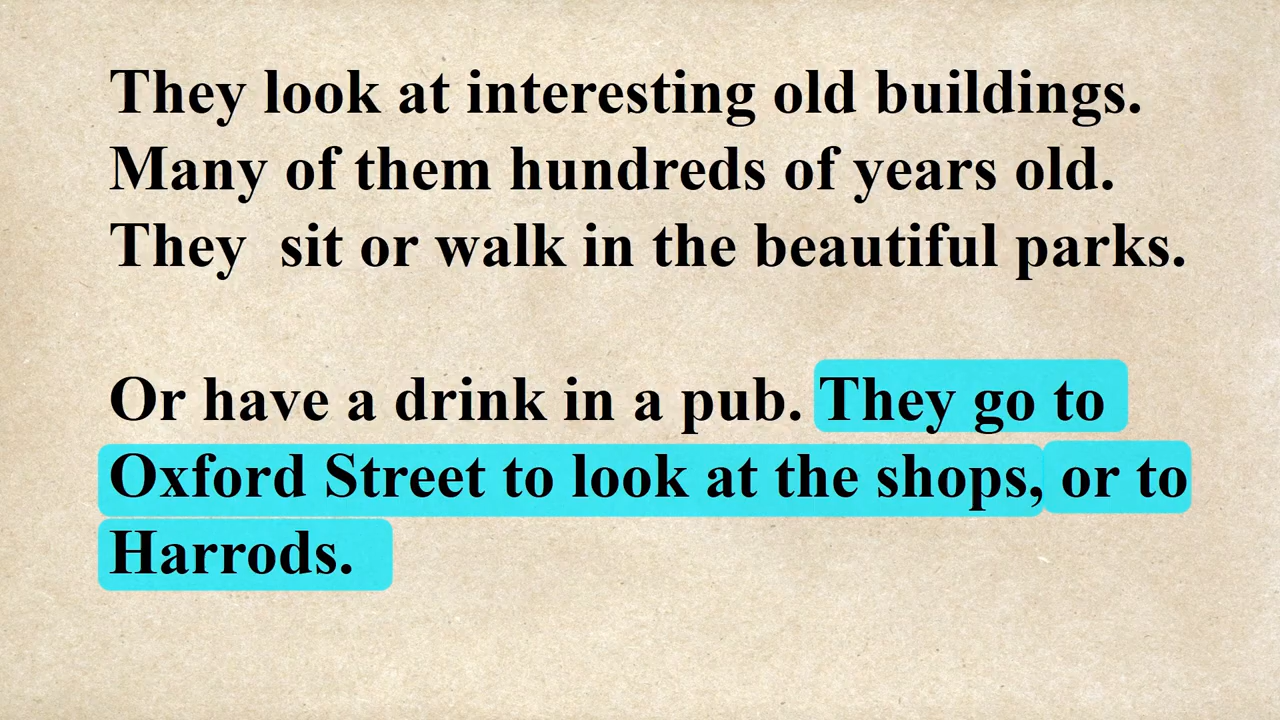 They look at interesting old buildings.
Many of them hundreds of years old.
They  sit or walk in the beautiful parks.
Or have a drink in a pub. They go to
Oxford Street to look at the shops, or to
Harrods.